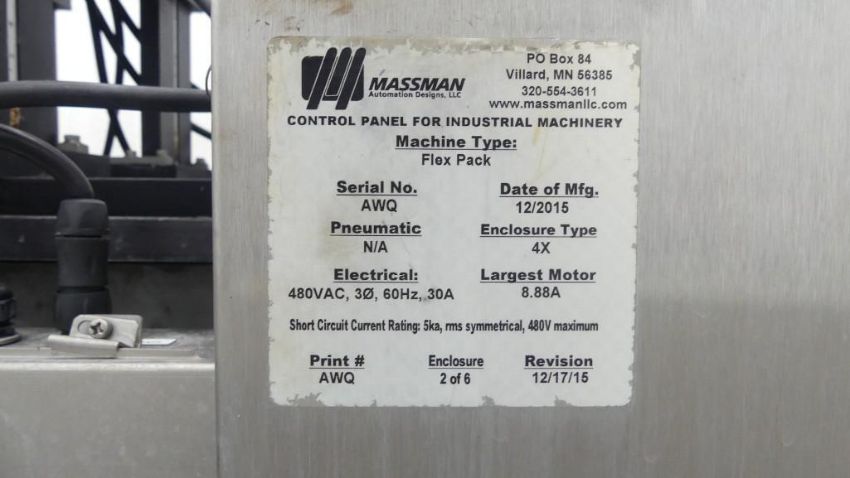 MASSMAN
Automation Designs, LLC
PO Box 84
Villard, MN 56385
320-554-3611
www.massmanllc.com
CONTROL PANEL FOR INDUSTRIAL MACHINERY
Machine Type:
Flex Pack
Serial No. Date of Mfg.
AWQ 12/2015
Pneumatic Enclosure Type
N/A 4X
Electrical: Largest Motor
480VAC, 3Ø, 60Hz, 30A 8.88A
Short Circuit Current Rating: 5ka, rms symmetrical, 480V maximum
Print # Enclosure Revision
AWQ 2 of 6 12/17/15